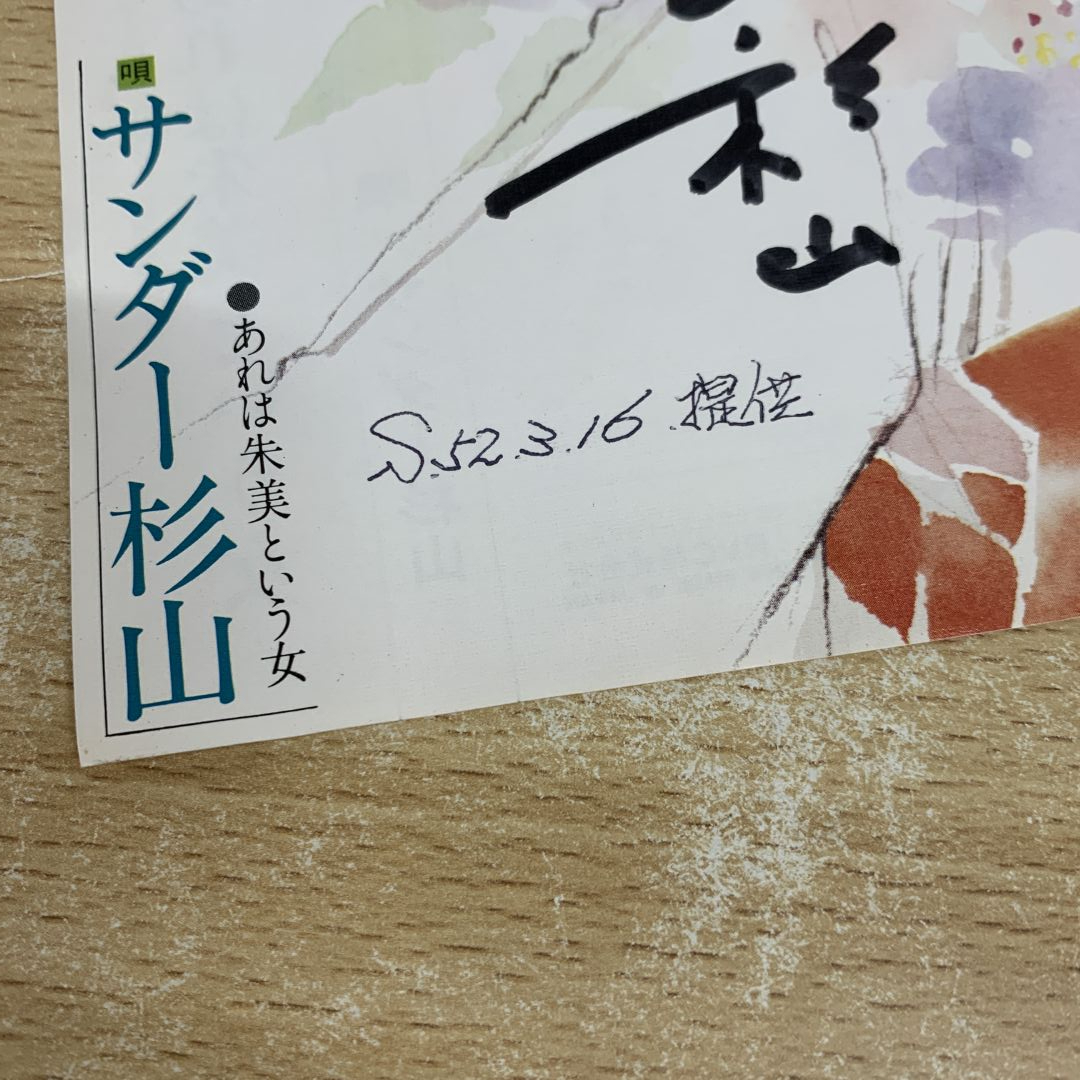 唄
サンダー杉山
●あれは朱美という女
ー杉山
S.52.3.16.提供